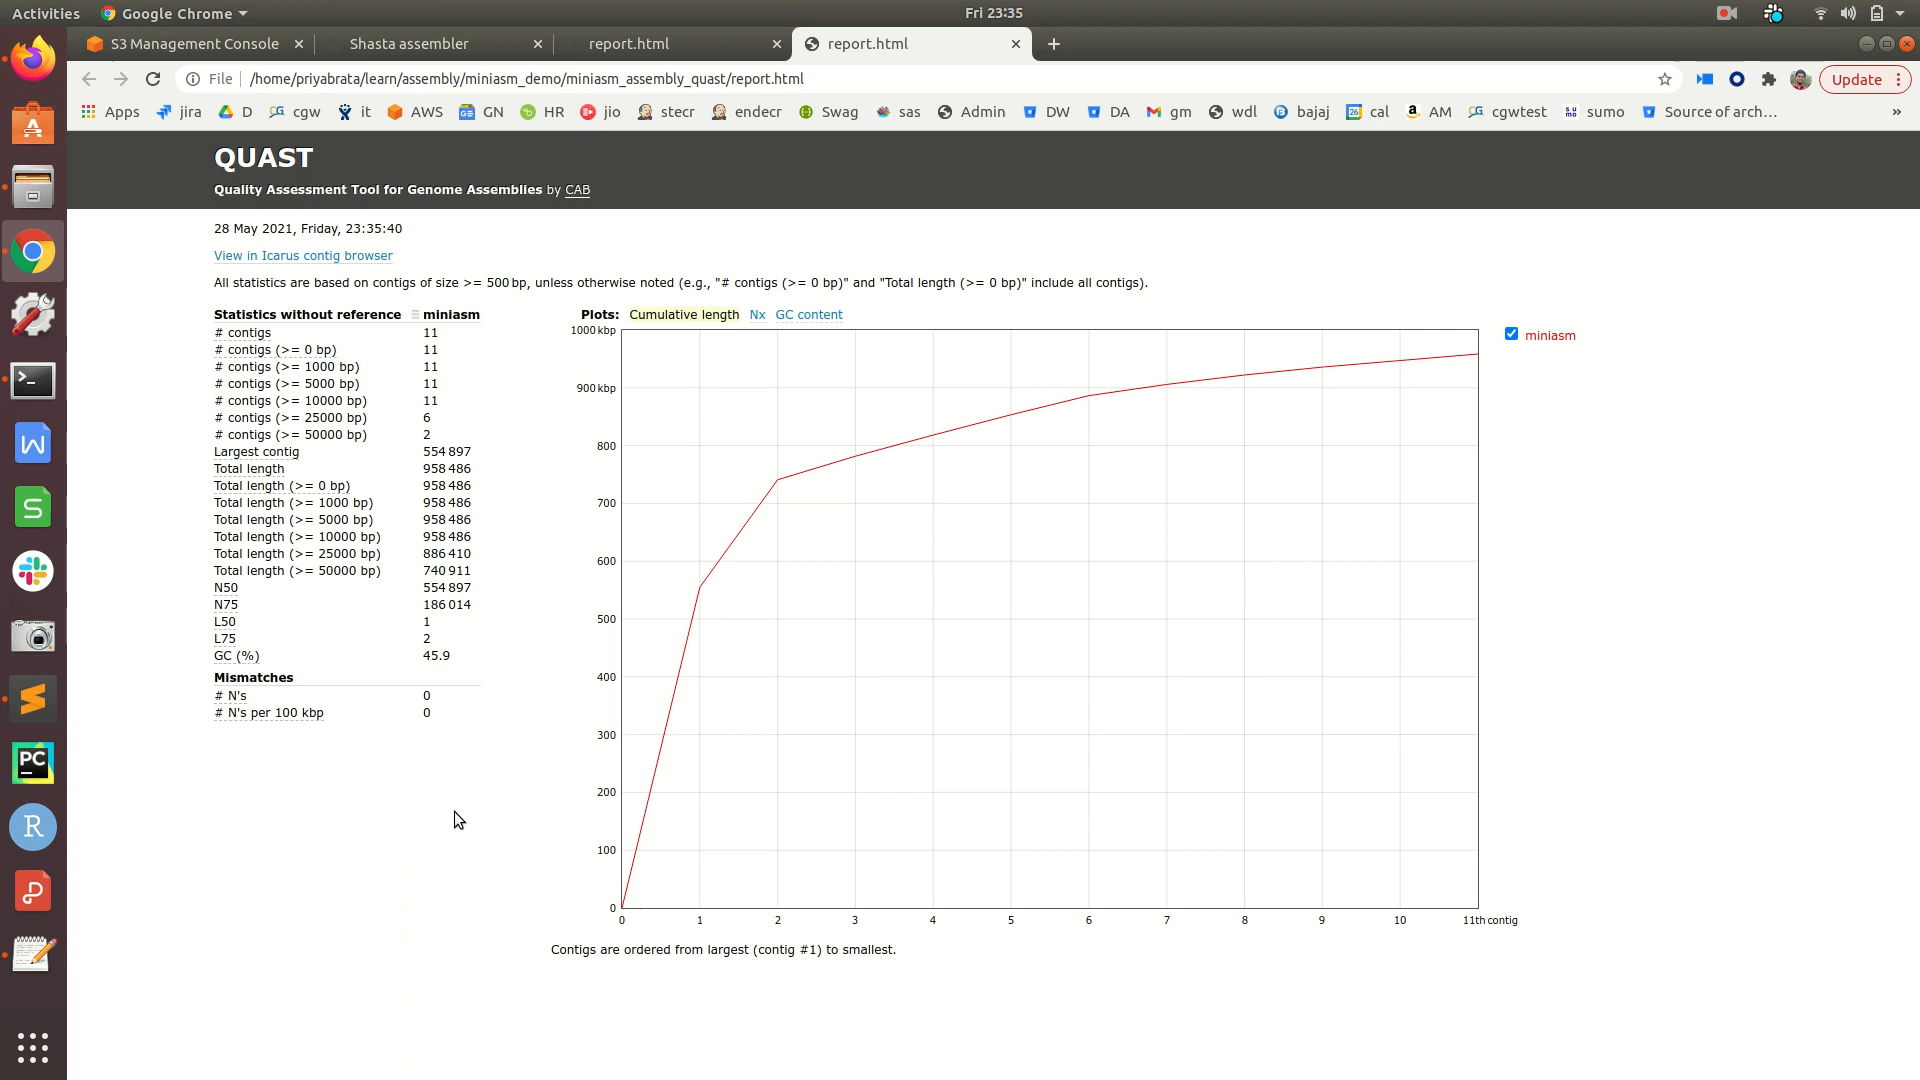 Activities Google Chrome Fri 23:35
S3 Management Console Shasta assembler report.html report.html
File /home/priyabrata/learn/assembly/miniasm_demo/miniasm_assembly_quast/report.html Update
Apps jira D cgw it AWS GN HR jio stecr endecr Swag sas Admin DW DA gm wdl bajaj cal AM cgwtest sumo Source of arch… »
QUAST
Quality Assessment Tool for Genome Assemblies by CAB
28 May 2021, Friday, 23:35:40
View in Icarus contig browser
All statistics are based on contigs of size >= 500 bp, unless otherwise noted (e.g., "# contigs (>= 0 bp)" and "Total length (>= 0 bp)" include all contigs).
Statistics without reference miniasm
# contigs 11
# contigs (>= 0 bp) 11
# contigs (>= 1000 bp) 11
# contigs (>= 5000 bp) 11
# contigs (>= 10000 bp) 11
# contigs (>= 25000 bp) 6
# contigs (>= 50000 bp) 2
Largest contig 554 897
Total length 958 486
Total length (>= 0 bp) 958 486
Total length (>= 1000 bp) 958 486
Total length (>= 5000 bp) 958 486
Total length (>= 10000 bp) 958 486
Total length (>= 25000 bp) 886 410
Total length (>= 50000 bp) 740 911
N50 554 897
N75 186 014
L50 1
L75 2
GC (%) 45.9
Mismatches
# N's 0
# N's per 100 kbp 0
Plots: Cumulative length Nx GC content
1000 kbp
900 kbp
800
700
600
500
400
300
200
100
0
0 1 2 3 4 5 6 7 8 9 10 11th contig
miniasm
Contigs are ordered from largest (contig #1) to smallest.